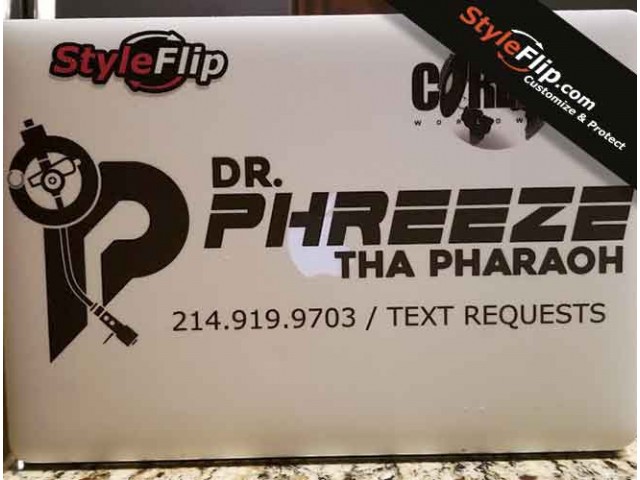 StyleFlip
StyleFlip.com
Customize & Protect
DR.
PHREEZE
THA PHARAOH
214.919.9703 / TEXT REQUESTS